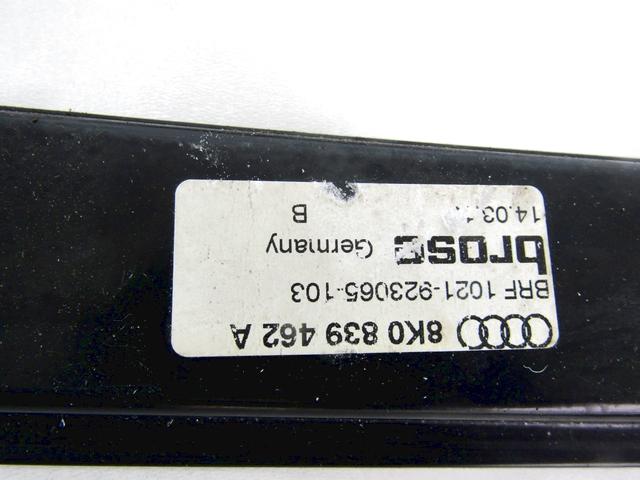 8K0 839 462 A
BRF 1021-923065-103
brose Germany
14.03.1
B